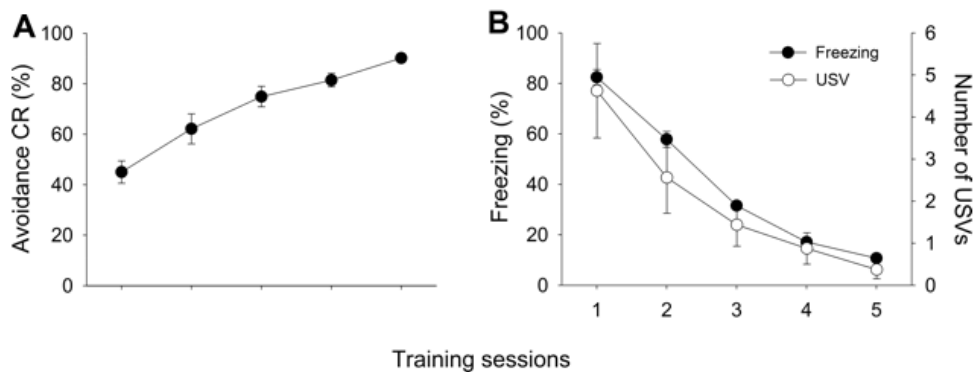 A
Avoidance CR (%)
100
80
60
40
20
0
B
Freezing (%)
100
80
60
40
20
0
Freezing
USV
6
5
4
3
2
1
0
Number of USVs
1 2 3 4 5
Training sessions